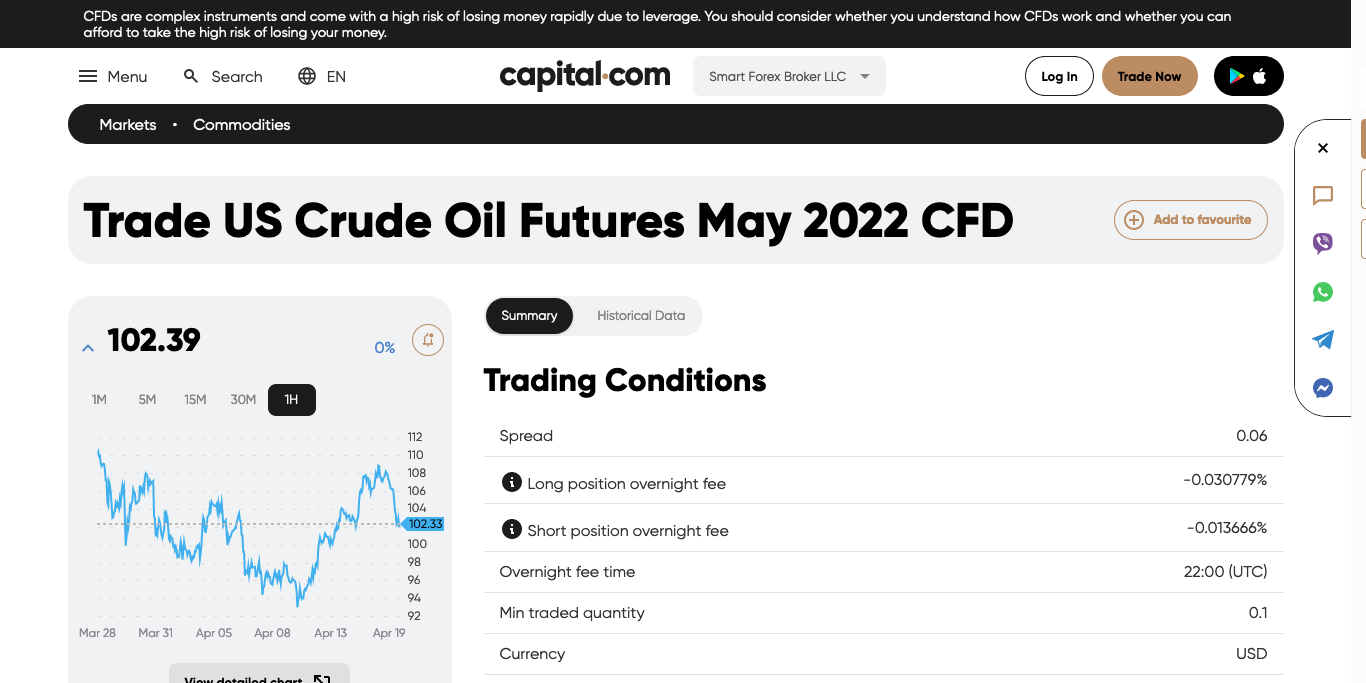 CFDs are complex instruments and come with a high risk of losing money rapidly due to leverage. You should consider whether you understand how CFDs work and whether you can
afford to take the high risk of losing your money.
Menu
Search
EN
capital.com
Smart Forex Broker LLC
Log In
Trade Now
Markets • Commodities
Trade US Crude Oil Futures May 2022 CFD
Add to favourite
102.39
0%
1M 5M 15M 30M 1H
112
110
108
106
104
102.33
100
98
96
94
92
Mar 28 Mar 31 Apr 05 Apr 08 Apr 13 Apr 19
View detailed chart
Summary Historical Data
Trading Conditions
Spread 0.06
Long position overnight fee -0.030779%
Short position overnight fee -0.013666%
Overnight fee time 22:00 (UTC)
Min traded quantity 0.1
Currency USD